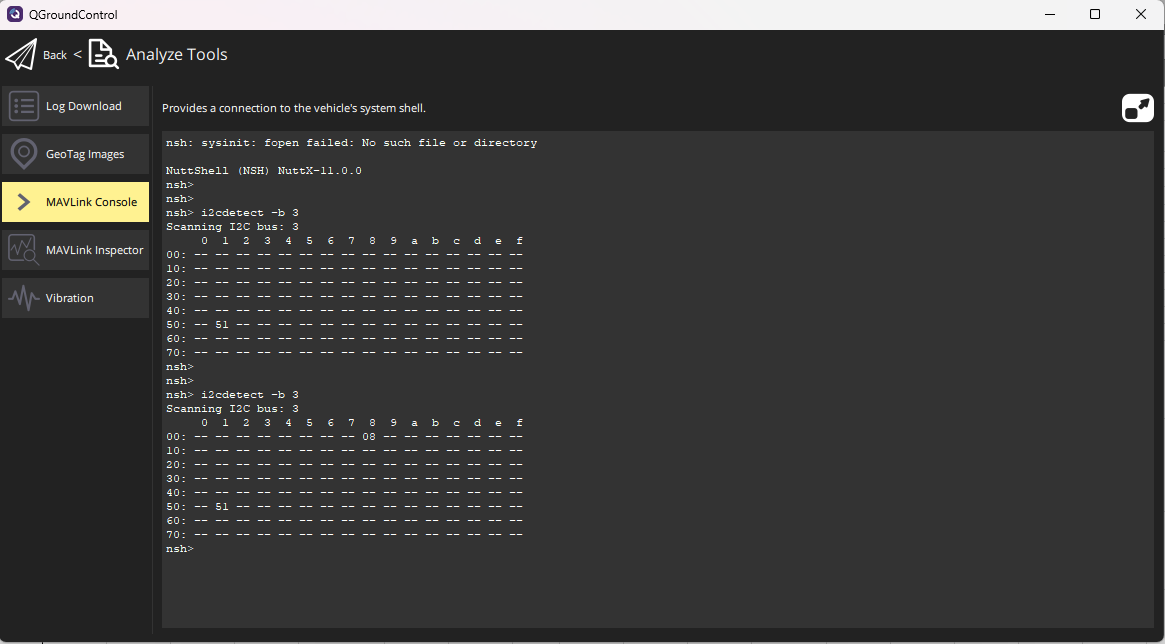 QGroundControl
Back < Analyze Tools
Log Download
GeoTag Images
MAVLink Console
MAVLink Inspector
Vibration
Provides a connection to the vehicle's system shell.
nsh: sysinit: fopen failed: No such file or directory
NuttShell (NSH) NuttX-11.0.0
nsh>
nsh>
nsh> i2cdetect -b 3
Scanning I2C bus: 3
     0  1  2  3  4  5  6  7  8  9  a  b  c  d  e  f
00: -- -- -- -- -- -- -- -- -- -- -- -- -- -- -- --
10: -- -- -- -- -- -- -- -- -- -- -- -- -- -- -- --
20: -- -- -- -- -- -- -- -- -- -- -- -- -- -- -- --
30: -- -- -- -- -- -- -- -- -- -- -- -- -- -- -- --
40: -- -- -- -- -- -- -- -- -- -- -- -- -- -- -- --
50: -- 51 -- -- -- -- -- -- -- -- -- -- -- -- -- --
60: -- -- -- -- -- -- -- -- -- -- -- -- -- -- -- --
70: -- -- -- -- -- -- -- -- -- -- -- -- -- -- -- --
nsh>
nsh>
nsh> i2cdetect -b 3
Scanning I2C bus: 3
     0  1  2  3  4  5  6  7  8  9  a  b  c  d  e  f
00: -- -- -- -- -- -- -- -- 08 -- -- -- -- -- -- --
10: -- -- -- -- -- -- -- -- -- -- -- -- -- -- -- --
20: -- -- -- -- -- -- -- -- -- -- -- -- -- -- -- --
30: -- -- -- -- -- -- -- -- -- -- -- -- -- -- -- --
40: -- -- -- -- -- -- -- -- -- -- -- -- -- -- -- --
50: -- 51 -- -- -- -- -- -- -- -- -- -- -- -- -- --
60: -- -- -- -- -- -- -- -- -- -- -- -- -- -- -- --
70: -- -- -- -- -- -- -- -- -- -- -- -- -- -- -- --
nsh>